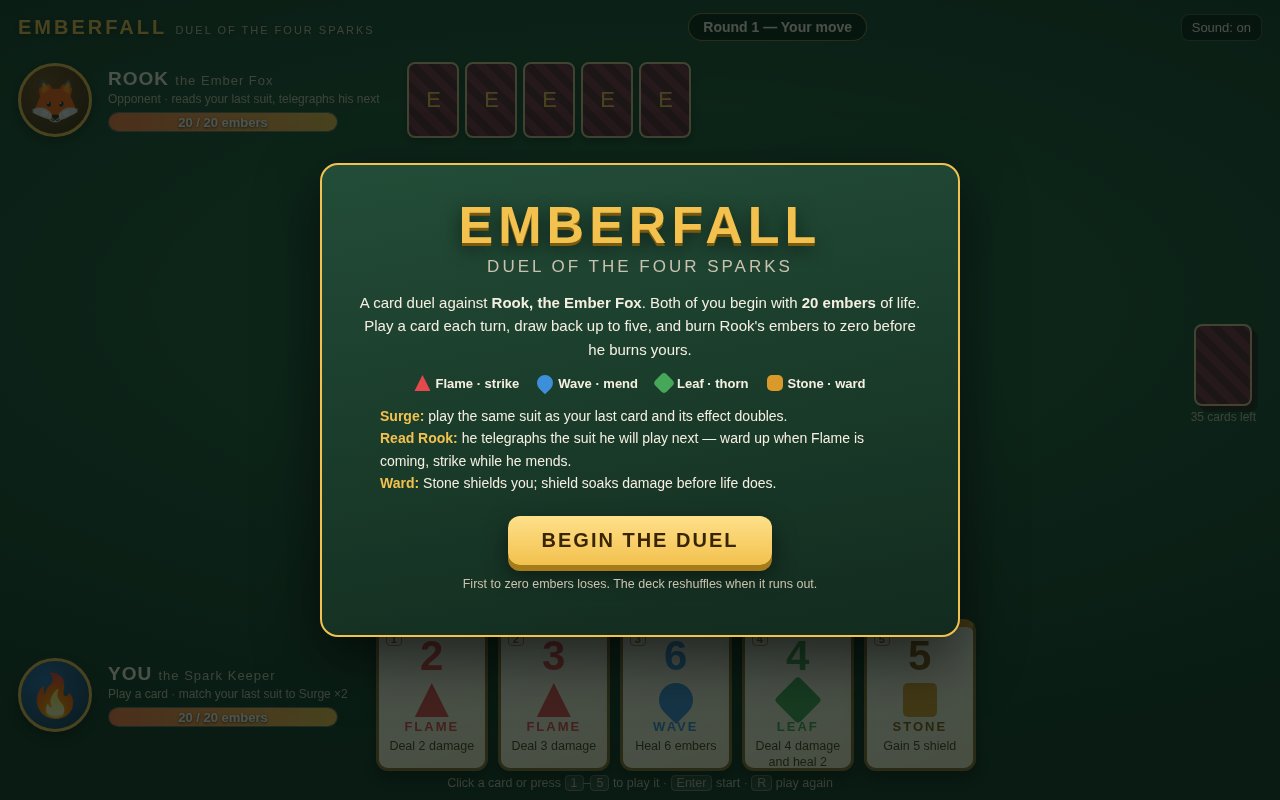 EMBERFALL DUEL OF THE FOUR SPARKS
Round 1 — Your move
Sound: on
ROOK the Ember Fox
Opponent · reads your last suit, telegraphs his next
20 / 20 embers
E E E E E
EMBERFALL
DUEL OF THE FOUR SPARKS
A card duel against Rook, the Ember Fox. Both of you begin with 20 embers of life.
Play a card each turn, draw back up to five, and burn Rook's embers to zero before
he burns yours.
Flame · strike Wave · mend Leaf · thorn Stone · ward
Surge: play the same suit as your last card and its effect doubles.
Read Rook: he telegraphs the suit he will play next — ward up when Flame is
coming, strike while he mends.
Ward: Stone shields you; shield soaks damage before life does.
BEGIN THE DUEL
First to zero embers loses. The deck reshuffles when it runs out.
35 cards left
YOU the Spark Keeper
Play a card · match your last suit to Surge ×2
20 / 20 embers
1 2 3 4 5
2 3 6 4 5
FLAME FLAME WAVE LEAF STONE
Deal 2 damage Deal 3 damage Heal 6 embers Deal 4 damage Gain 5 shield
and heal 2
Click a card or press 1–5 to play it · Enter start · R play again